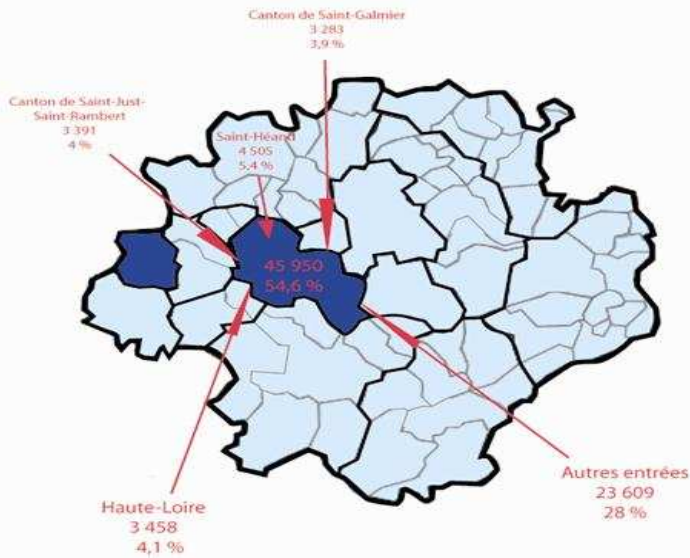 Canton de Saint-Galmier
3 283
3,9 %
Canton de Saint-Just-
Saint-Rambert
3 391
4 %
Saint-Héand
4 505
5,4 %
45 950
54,6 %
Autres entrées
23 609
28 %
Haute-Loire
3 458
4,1 %